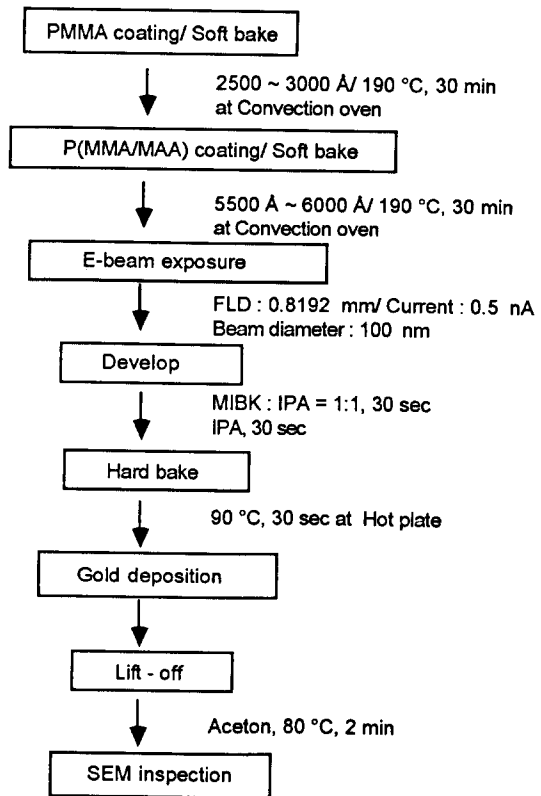 PMMA coating/ Soft bake
2500 ~ 3000 Å/ 190 °C, 30 min
at Convection oven
P(MMA/MAA) coating/ Soft bake
5500 Å ~ 6000 Å/ 190 °C, 30 min
at Convection oven
E-beam exposure
FLD : 0.8192 mm/ Current : 0.5 nA
Beam diameter : 100 nm
Develop
MIBK : IPA = 1:1, 30 sec
IPA, 30 sec
Hard bake
90 °C, 30 sec at Hot plate
Gold deposition
Lift - off
Aceton, 80 °C, 2 min
SEM inspection